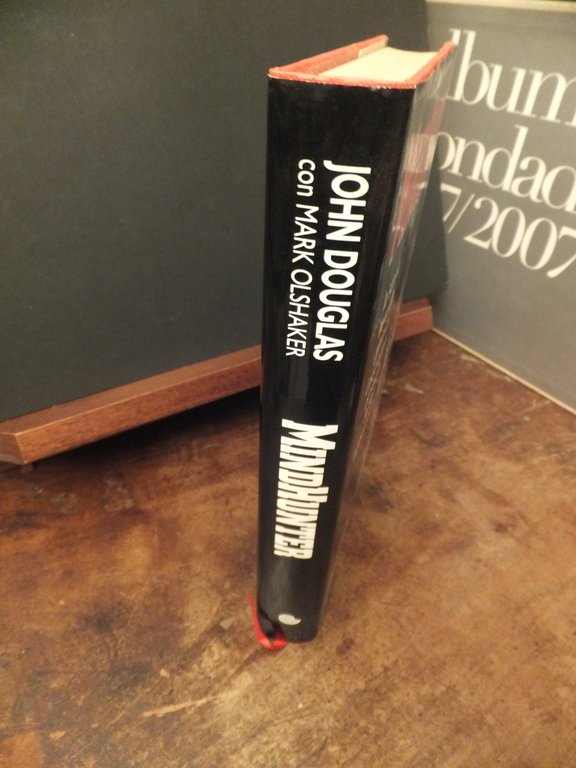 JOHN DOUGLAS
con MARK OLSHAKER
MINDHUNTER
lbum
ondad
7/2007